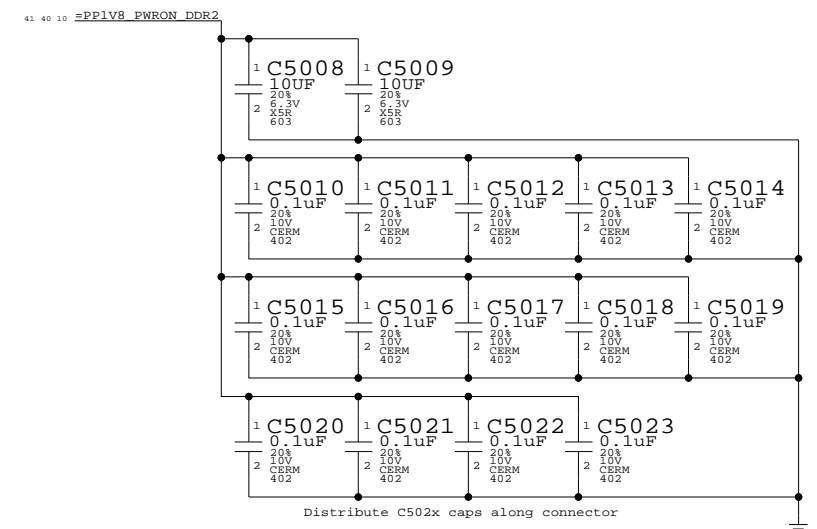 41 40 10 =PP1V8_PWRON_DDR2
1 C5008 1 C5009
10UF 10UF
20% 20%
6.3V 6.3V
2 X5R 2 X5R
603 603
1 C5010 1 C5011 1 C5012 1 C5013 1 C5014
0.1uF 0.1uF 0.1uF 0.1uF 0.1uF
20% 20% 20% 20% 20%
10V 10V 10V 10V 10V
2 CERM 2 CERM 2 CERM 2 CERM 2 CERM
402 402 402 402 402
1 C5015 1 C5016 1 C5017 1 C5018 1 C5019
0.1uF 0.1uF 0.1uF 0.1uF 0.1uF
20% 20% 20% 20% 20%
10V 10V 10V 10V 10V
2 CERM 2 CERM 2 CERM 2 CERM 2 CERM
402 402 402 402 402
1 C5020 1 C5021 1 C5022 1 C5023
0.1uF 0.1uF 0.1uF 0.1uF
20% 20% 20% 20%
10V 10V 10V 10V
2 CERM 2 CERM 2 CERM 2 CERM
402 402 402 402
Distribute C502x caps along connector